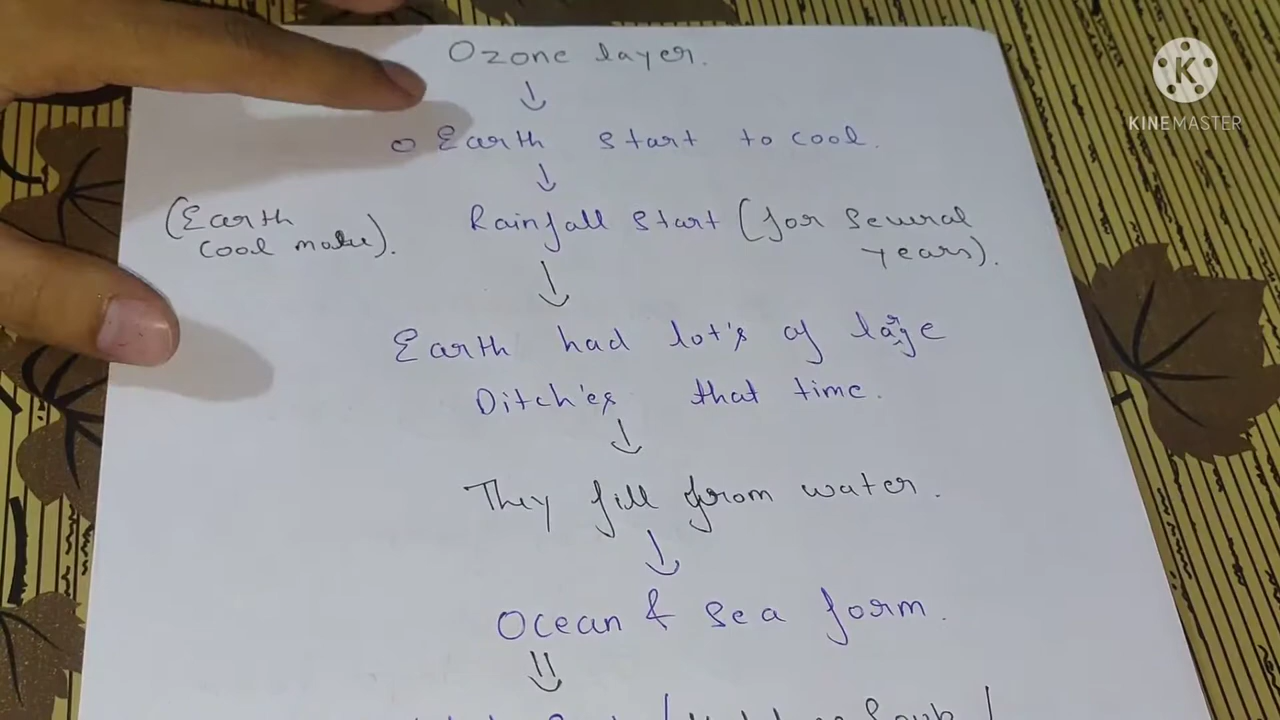 Ozone layer.
↓
Earth start to cool.
↓
(Earth cool make). Rainfall start (for several years).
↓
Earth had lot's of large
Ditch'es that time.
↓
They fill from water.
↓
Ocean & sea form.
⇓
KINEMASTER